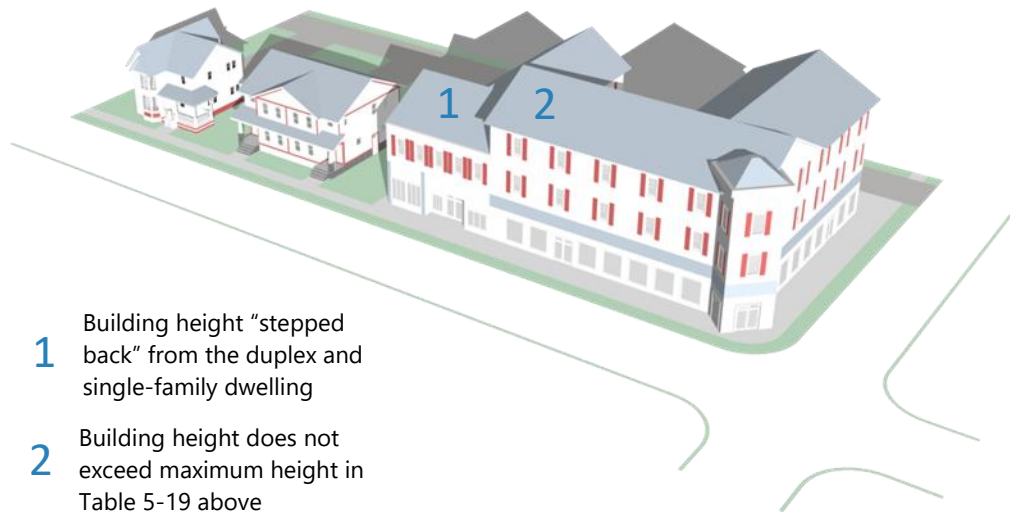 1 2
1 Building height “stepped
back” from the duplex and
single-family dwelling
2 Building height does not
exceed maximum height in
Table 5-19 above